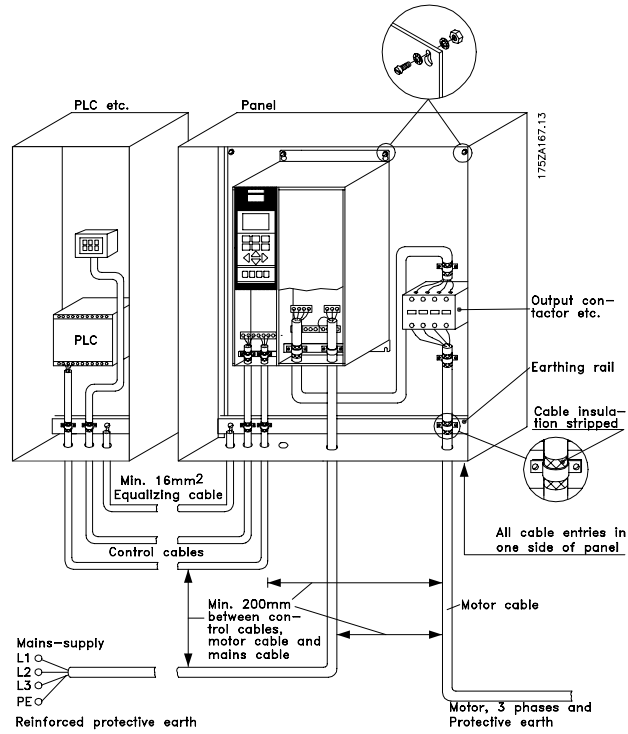 PLC etc.
Panel
175ZA167.13
PLC
Output con-
tactor etc.
Earthing rail
Cable insula-
tion stripped
Min. 16mm2
Equalizing cable
Control cables
All cable entries in
one side of panel
Min. 200mm
between con-
trol cables,
motor cable and
mains cable
Motor cable
Mains-supply
L1
L2
L3
PE
Reinforced protective earth
Motor, 3 phases and
Protective earth